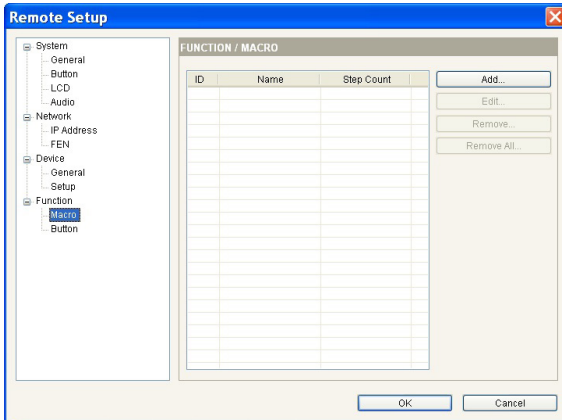 Remote Setup
System
General
Button
LCD
Audio
Network
IP Address
FEN
Device
General
Setup
Function
Macro
Button
FUNCTION / MACRO
ID Name Step Count
Add...
Edit...
Remove...
Remove All...
OK Cancel